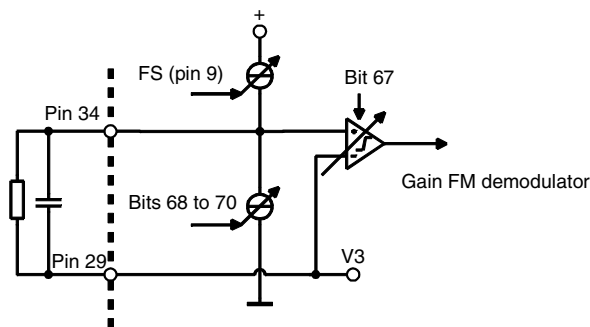 +
FS (pin 9)
Bit 67
Pin 34
Gain FM demodulator
Bits 68 to 70
Pin 29
V3